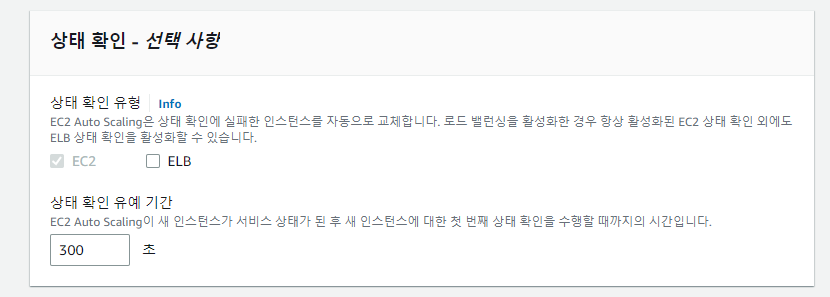 상태 확인 - 선택 사항
상태 확인 유형 Info
EC2 Auto Scaling은 상태 확인에 실패한 인스턴스를 자동으로 교체합니다. 로드 밸런싱을 활성화한 경우 항상 활성화된 EC2 상태 확인 외에도
ELB 상태 확인을 활성화할 수 있습니다.
EC2 ELB
상태 확인 유예 기간
EC2 Auto Scaling이 새 인스턴스가 서비스 상태가 된 후 새 인스턴스에 대한 첫 번째 상태 확인을 수행할 때까지의 시간입니다.
300 초